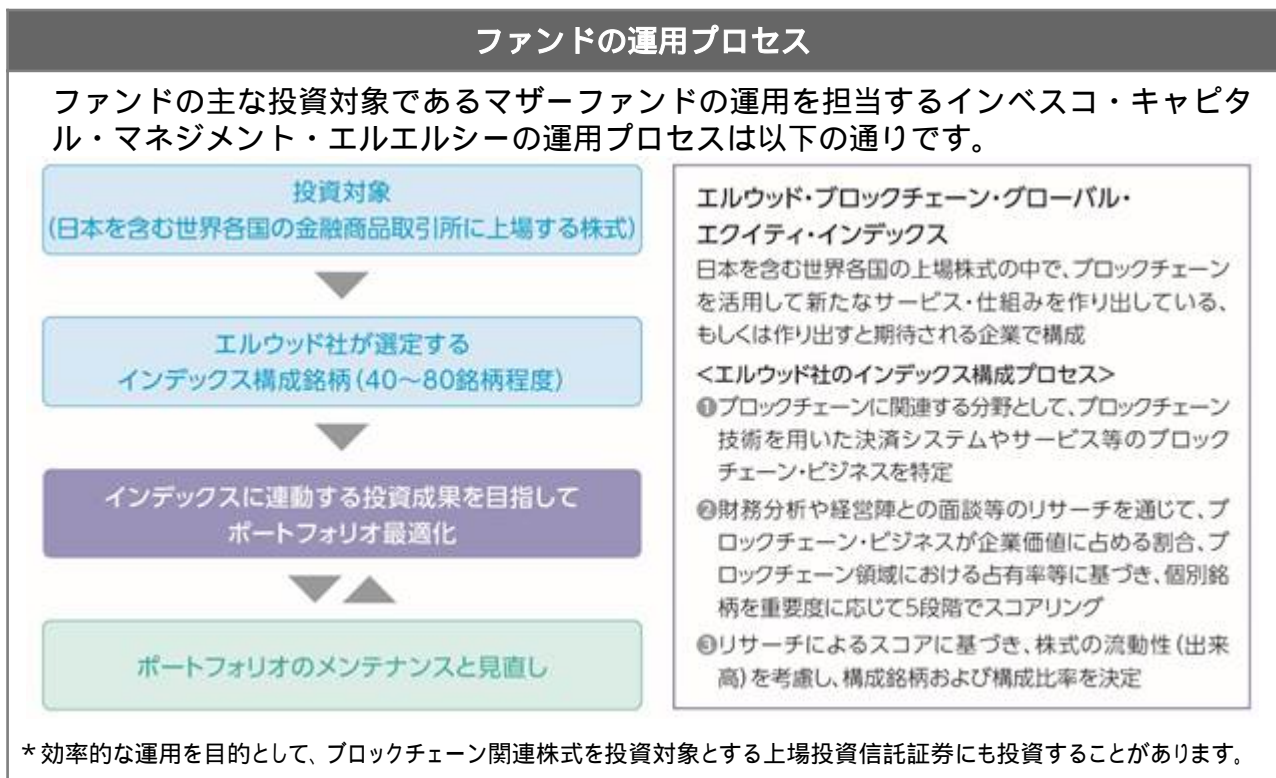 ファンドの運用プロセス
ファンドの主な投資対象であるマザーファンドの運用を担当するインベスコ・キャピタ
ル・マネジメント・エルエルシーの運用プロセスは以下の通りです。
投資対象
(日本を含む世界各国の金融商品取引所に上場する株式)
エルウッド社が選定する
インデックス構成銘柄(40～80銘柄程度)
インデックスに連動する投資成果を目指して
ポートフォリオ最適化
ポートフォリオのメンテナンスと見直し
エルウッド・ブロックチェーン・グローバル・
エクイティ・インデックス
日本を含む世界各国の上場株式の中で、ブロックチェーン
を活用して新たなサービス・仕組みを作り出している、
もしくは作り出すと期待される企業で構成
<エルウッド社のインデックス構成プロセス>
❶ブロックチェーンに関連する分野として、ブロックチェーン
技術を用いた決済システムやサービス等のブロック
チェーン・ビジネスを特定
❷財務分析や経営陣との面談等のリサーチを通じて、ブ
ロックチェーン・ビジネスが企業価値に占める割合、ブ
ロックチェーン領域における占有率等に基づき、個別銘
柄を重要度に応じて5段階でスコアリング
❸リサーチによるスコアに基づき、株式の流動性(出来
高)を考慮し、構成銘柄および構成比率を決定
*効率的な運用を目的として、ブロックチェーン関連株式を投資対象とする上場投資信託証券にも投資することがあります。